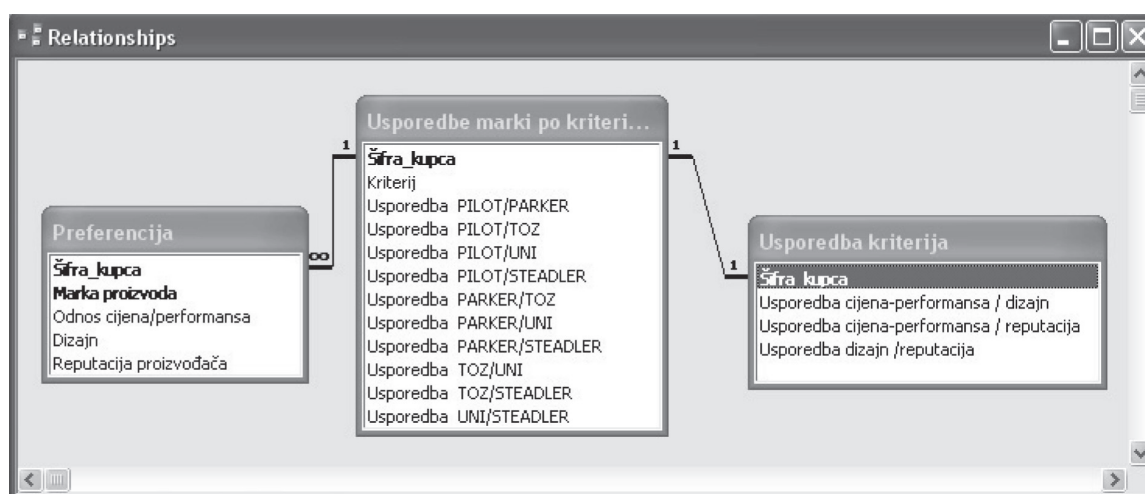 Relationships
Preferencija
Šifra_kupca
Marka proizvoda
Odnos cijena/performansa
Dizajn
Reputacija proizvođača
∞
1
Usporedbe marki po kriteri...
Šifra_kupca
Kriterij
Usporedba PILOT/PARKER
Usporedba PILOT/TOZ
Usporedba PILOT/UNI
Usporedba PILOT/STEADLER
Usporedba PARKER/TOZ
Usporedba PARKER/UNI
Usporedba PARKER/STEADLER
Usporedba TOZ/UNI
Usporedba TOZ/STEADLER
Usporedba UNI/STEADLER
1
1
Usporedba kriterija
Šifra_kupca
Usporedba cijena-performansa / dizajn
Usporedba cijena-performansa / reputacija
Usporedba dizajn /reputacija